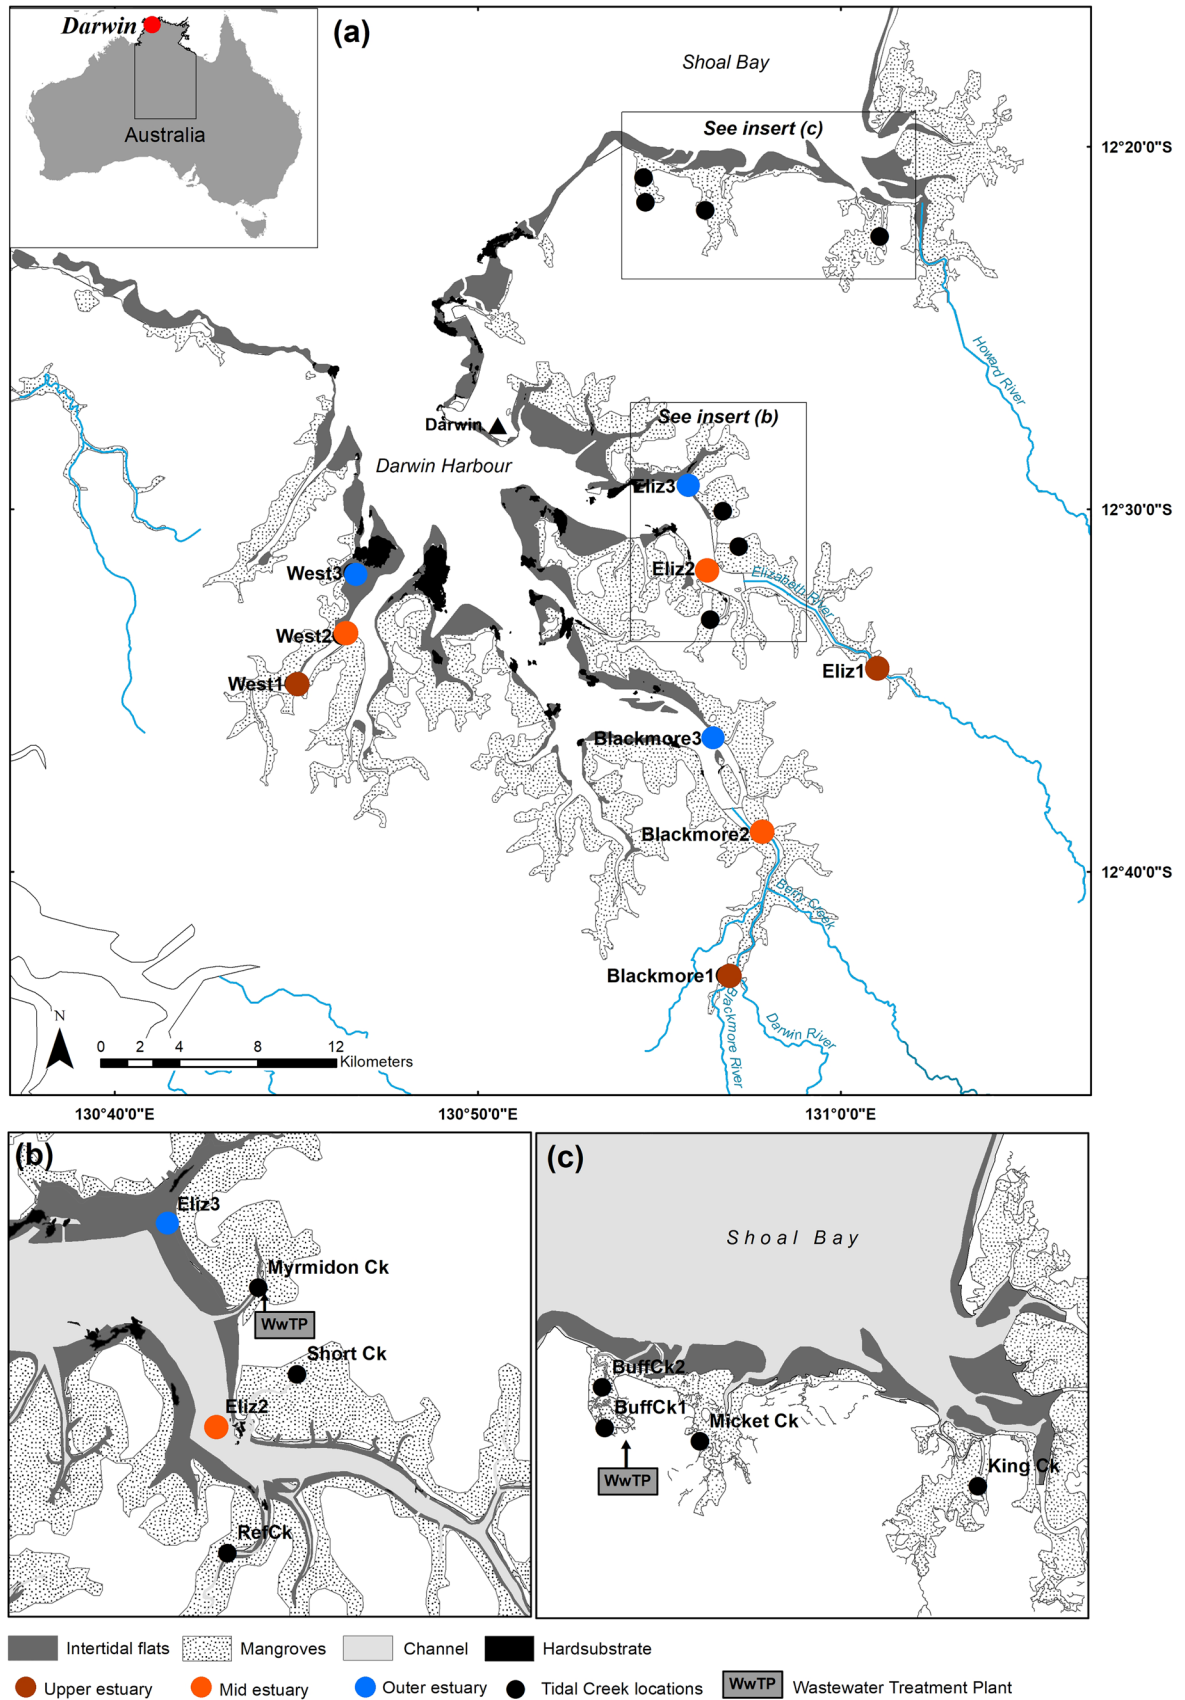 Darwin
Australia
(a)
Shoal Bay
See insert (c)
12°20'0"S
Howard River
See insert (b)
Darwin
Darwin Harbour
Eliz3
12°30'0"S
West3
Eliz2
Elizabeth River
West2
Eliz1
West1
Blackmore3
Blackmore2
12°40'0"S
Berry Creek
Blackmore1
Blackmore River
Darwin River
N
0 2 4 8 12
Kilometers
130°40'0"E
130°50'0"E
131°0'0"E
(b)
Eliz3
Myrmidon Ck
WwTP
Short Ck
Eliz2
RefCk
(c)
Shoal Bay
BuffCk2
BuffCk1
Micket Ck
WwTP
King Ck
Intertidal flats
Mangroves
Channel
Hardsubstrate
Upper estuary
Mid estuary
Outer estuary
Tidal Creek locations
WwTP
Wastewater Treatment Plant